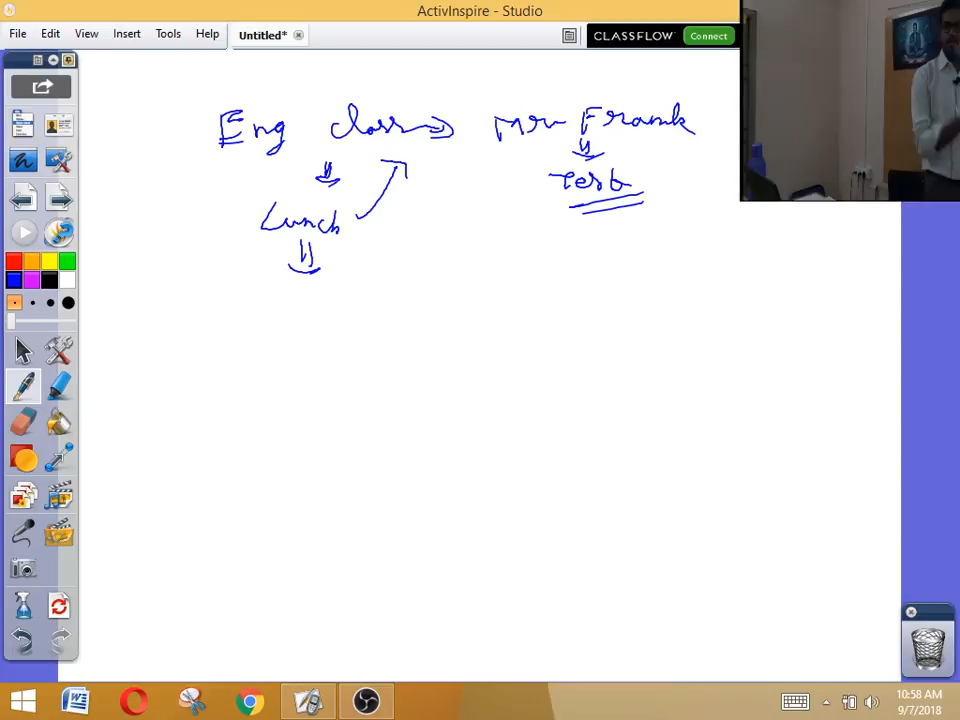 ActivInspire - Studio
File Edit View Insert Tools Help Untitled* CLASSFLOW Connect
Eng class Mr Frank
Test
Lunch
10:58 AM
9/7/2018